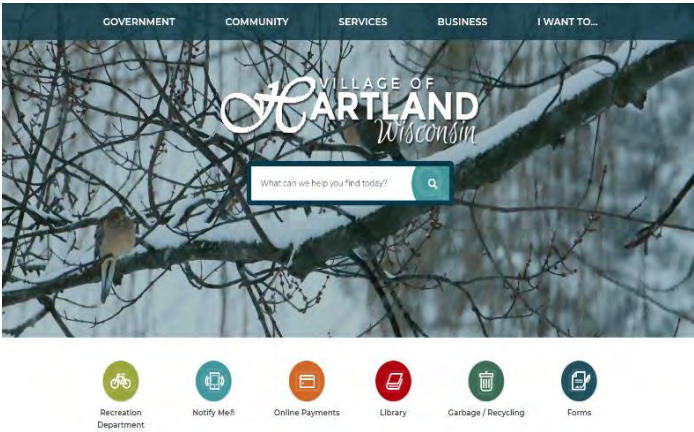 GOVERNMENT COMMUNITY SERVICES BUSINESS I WANT TO...
VILLAGE OF
HARTLAND
Wisconsin
What can we help you find today?
Recreation Department
Notify Me®
Online Payments
Library
Garbage / Recycling
Forms